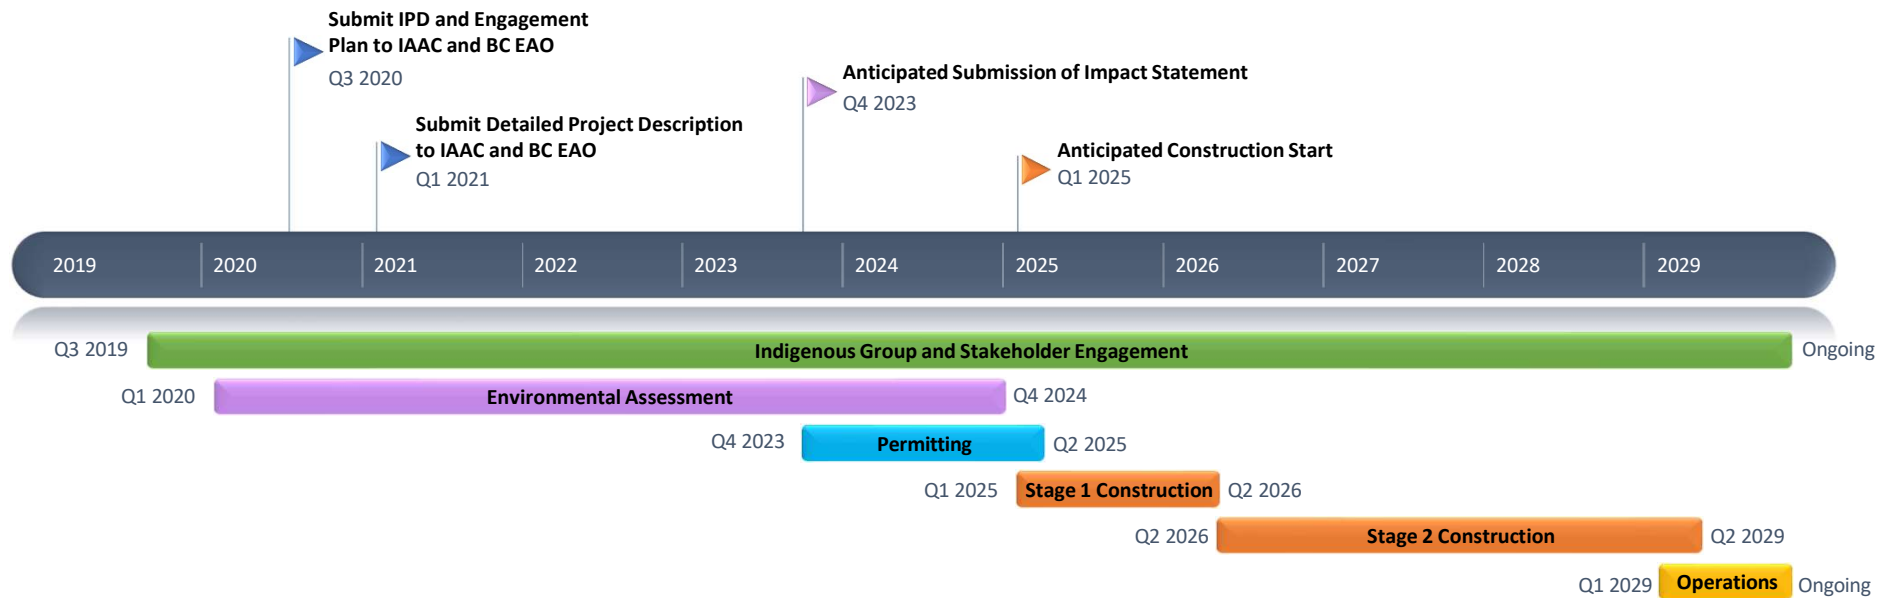 Submit IPD and Engagement
Plan to IAAC and BC EAO
Q3 2020
Anticipated Submission of Impact Statement
Q4 2023
Submit Detailed Project Description
to IAAC and BC EAO
Q1 2021
Anticipated Construction Start
Q1 2025
2019 2020 2021 2022 2023 2024 2025 2026 2027 2028 2029
Q3 2019 Indigenous Group and Stakeholder Engagement Ongoing
Q1 2020 Environmental Assessment Q4 2024
Q4 2023 Permitting Q2 2025
Q1 2025 Stage 1 Construction Q2 2026
Q2 2026 Stage 2 Construction Q2 2029
Q1 2029 Operations Ongoing